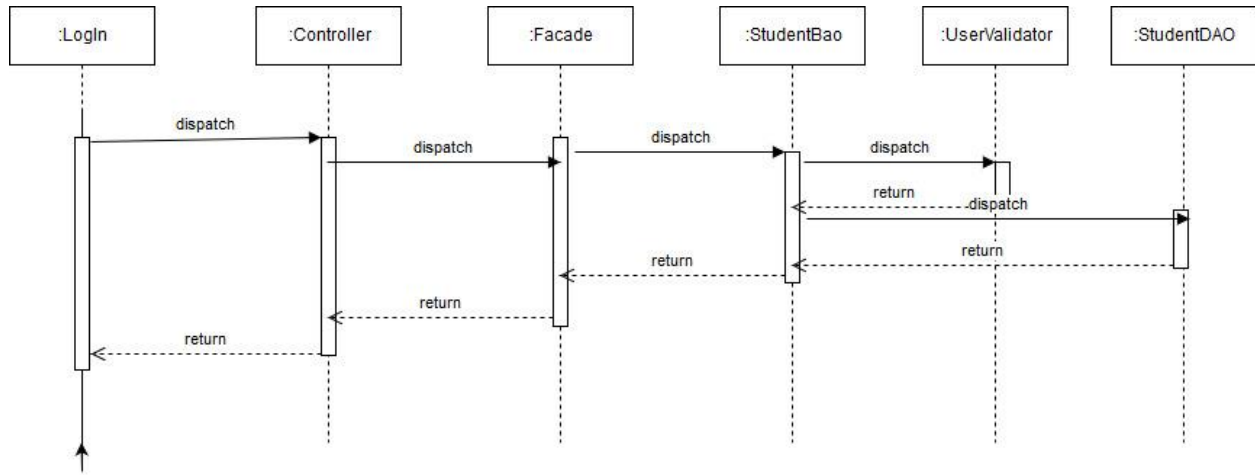 :LogIn
:Controller
:Facade
:StudentBao
:UserValidator
:StudentDAO
dispatch
dispatch
dispatch
dispatch
return
dispatch
return
return
return
return